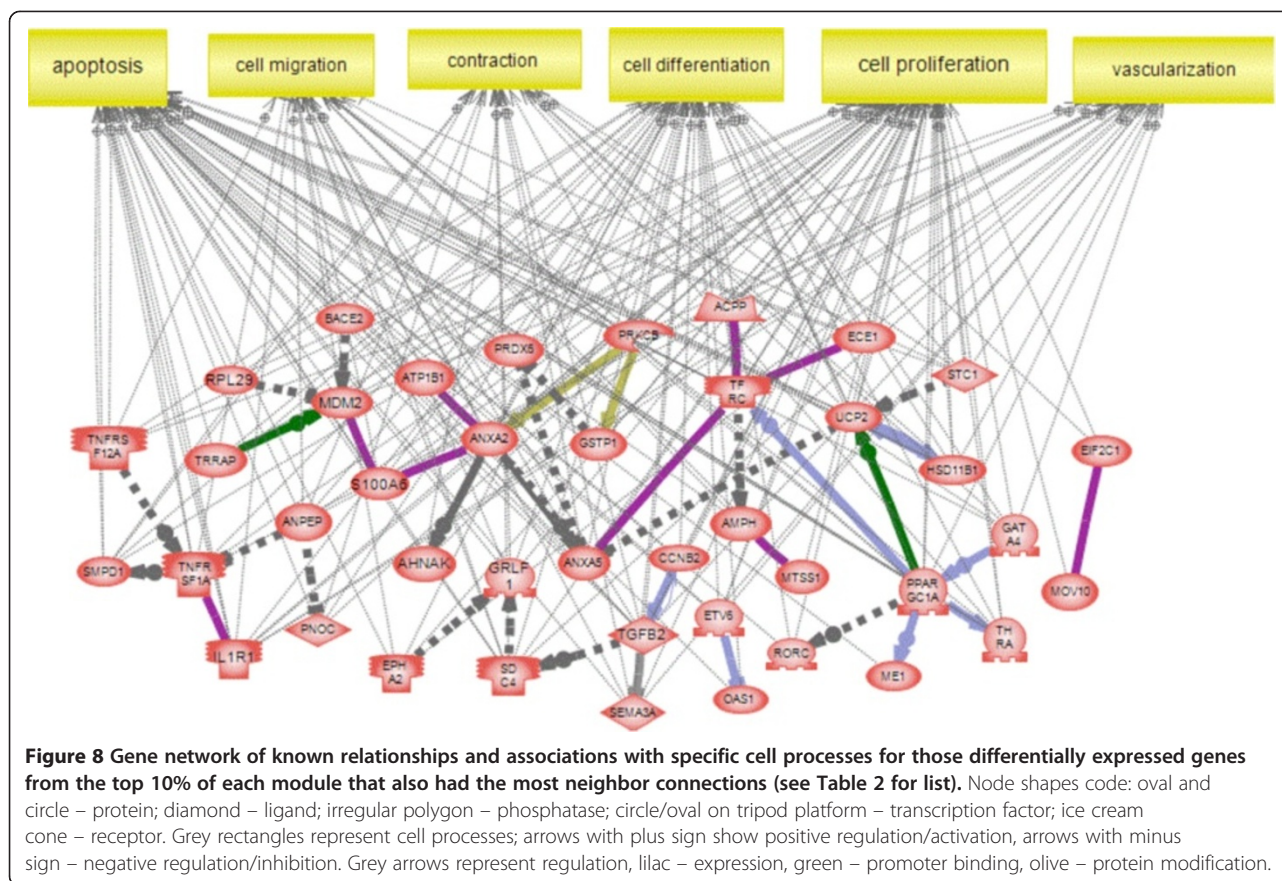 apoptosis
cell migration
contraction
cell differentiation
cell proliferation
vascularization
ACPP
BACE2
PRKCB
ECE1
PRDX5
STC1
RPL29
ATP1B1
TF
RC
MDM2
UCP2
TNFRS
F12A
ANXA2
GSTP1
EIF2C1
TRRAP
HSD11B1
S100A6
ANPEP
AMPH
GAT
A4
SMPD1
TNFR
SF1A
AHNAK
GRLF
1
ANXA5
CCNB2
MTSS1
PPAR
GC1A
MOV10
PNOC
ETV6
TGFB2
TH
RA
IL1R1
EPH
A2
SD
C4
RORC
ME1
SEMA3A
OAS1
Figure 8 Gene network of known relationships and associations with specific cell processes for those differentially expressed genes
from the top 10% of each module that also had the most neighbor connections (see Table 2 for list). Node shapes code: oval and
circle – protein; diamond – ligand; irregular polygon – phosphatase; circle/oval on tripod platform – transcription factor; ice cream
cone – receptor. Grey rectangles represent cell processes; arrows with plus sign show positive regulation/activation, arrows with minus
sign – negative regulation/inhibition. Grey arrows represent regulation, lilac – expression, green – promoter binding, olive – protein modification.